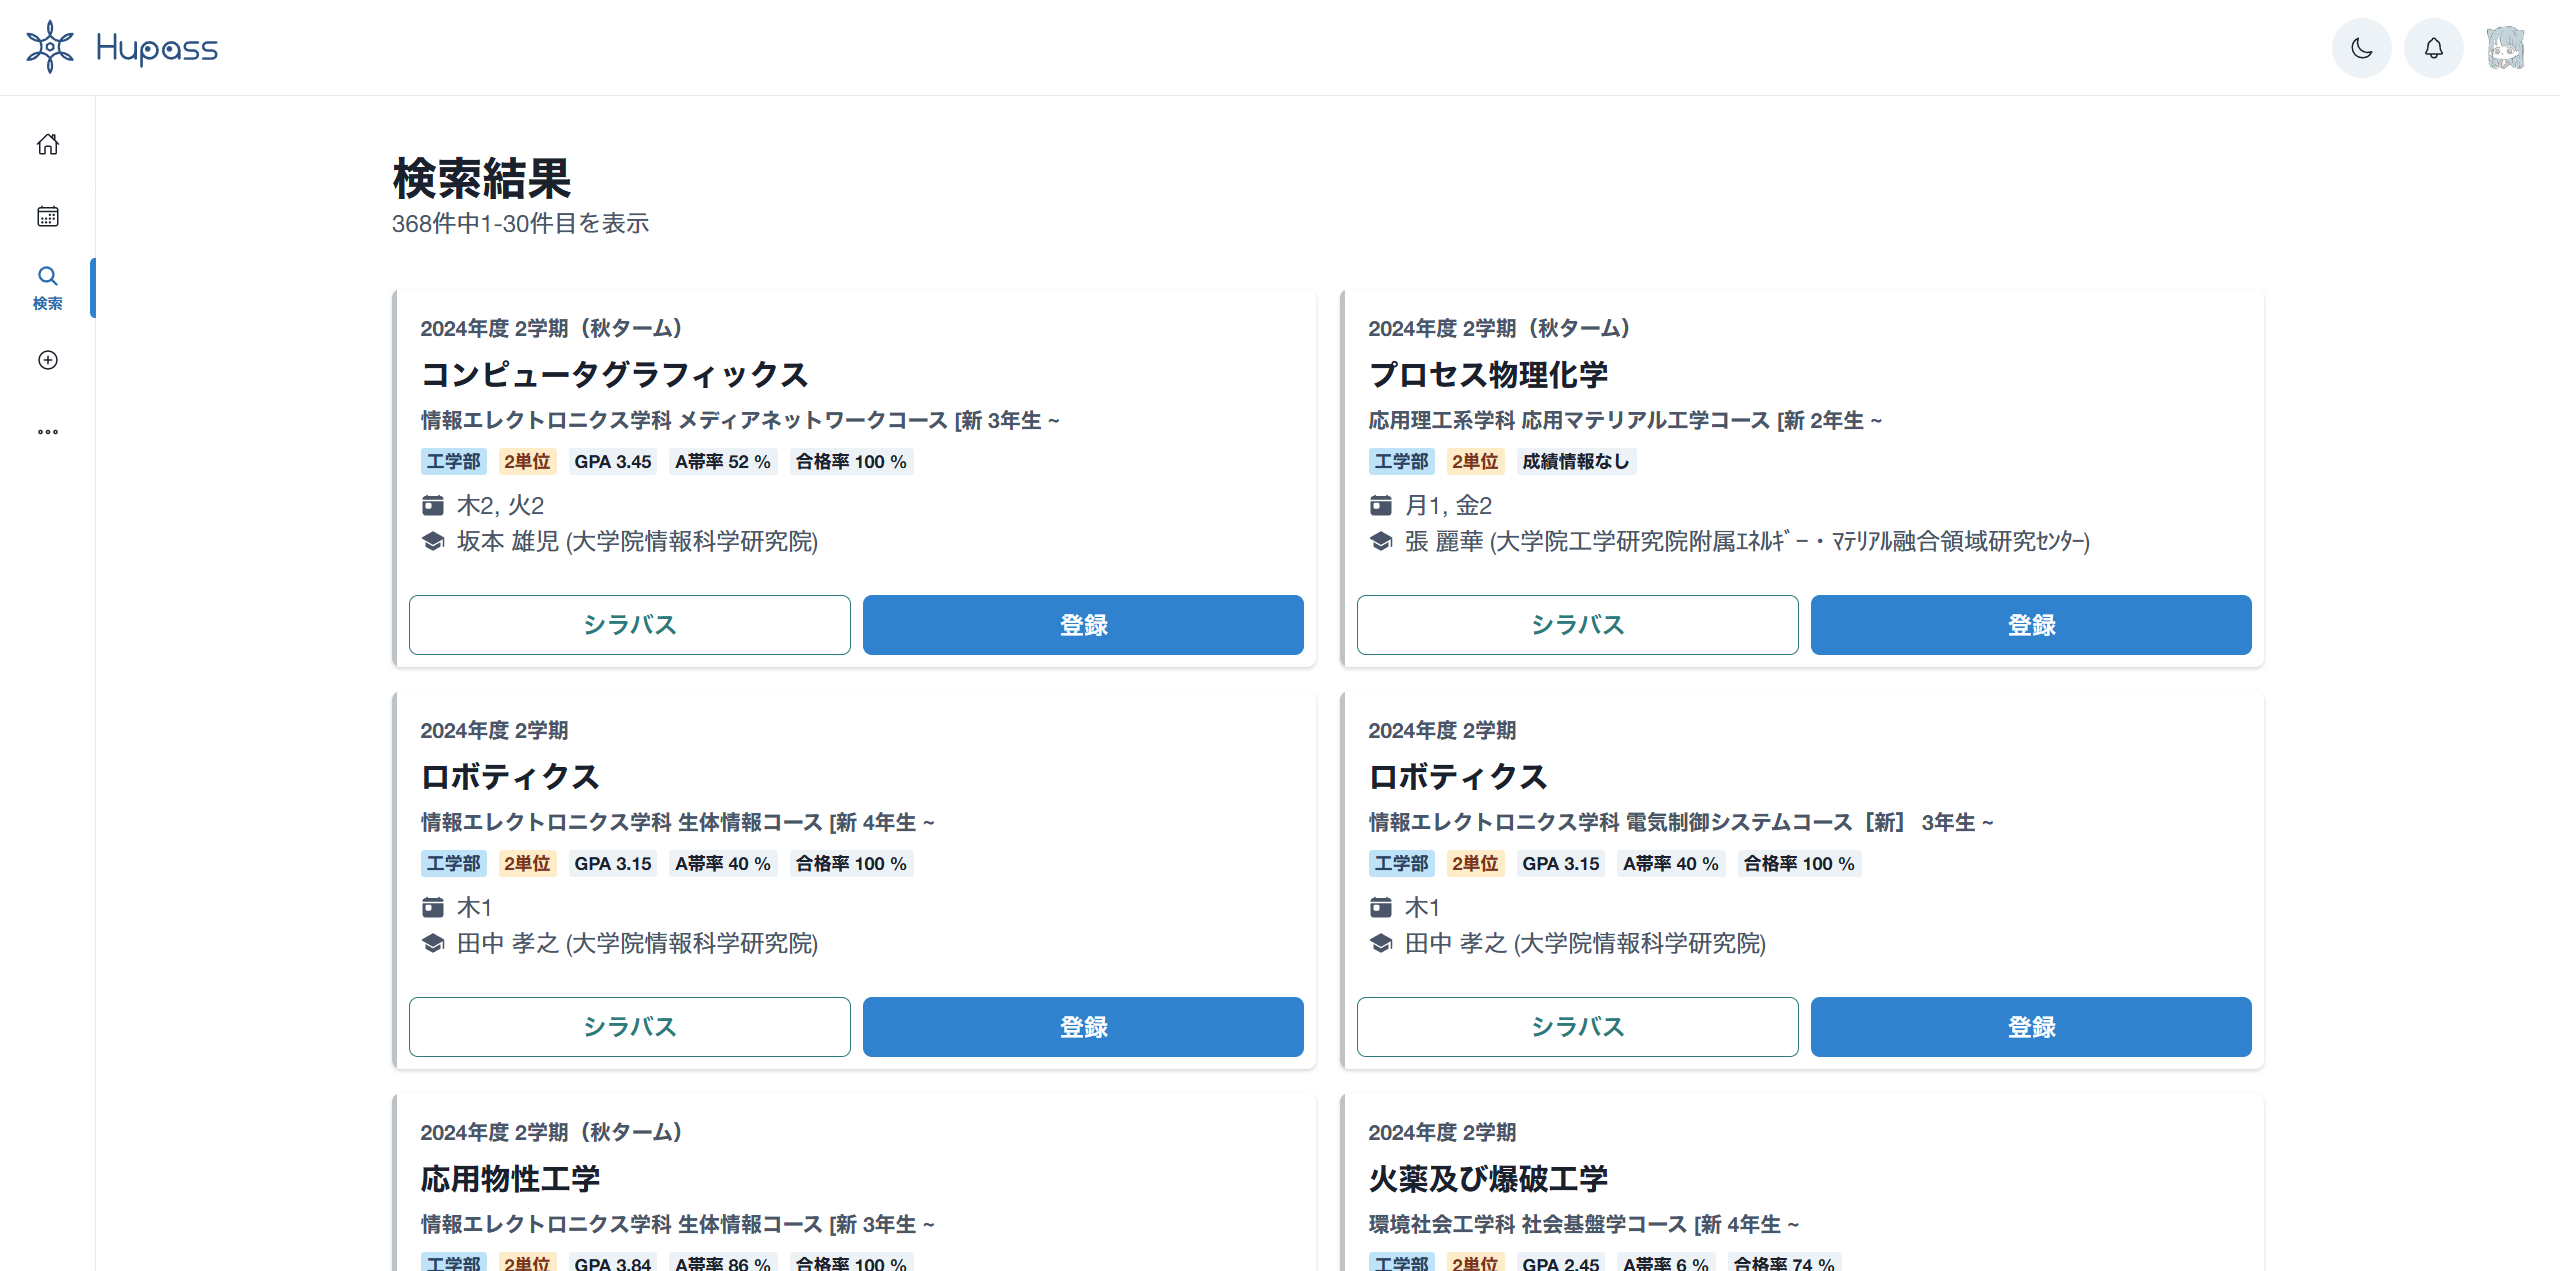 Hupass
検索
検索結果
368件中1-30件目を表示
2024年度 2学期（秋ターム）
コンピュータグラフィックス
情報エレクトロニクス学科 メディアネットワークコース [新 3年生 ~
工学部 2単位 GPA 3.45 A帯率 52 % 合格率 100 %
木2, 火2
坂本 雄児 (大学院情報科学研究院)
シラバス 登録
2024年度 2学期（秋ターム）
プロセス物理化学
応用理工系学科 応用マテリアル工学コース [新 2年生 ~
工学部 2単位 成績情報なし
月1, 金2
張 麗華 (大学院工学研究院附属ｴﾈﾙｷﾞｰ・ﾏﾃﾘｱﾙ融合領域研究ｾﾝﾀｰ)
シラバス 登録
2024年度 2学期
ロボティクス
情報エレクトロニクス学科 生体情報コース [新 4年生 ~
工学部 2単位 GPA 3.15 A帯率 40 % 合格率 100 %
木1
田中 孝之 (大学院情報科学研究院)
シラバス 登録
2024年度 2学期
ロボティクス
情報エレクトロニクス学科 電気制御システムコース［新］ 3年生 ~
工学部 2単位 GPA 3.15 A帯率 40 % 合格率 100 %
木1
田中 孝之 (大学院情報科学研究院)
シラバス 登録
2024年度 2学期（秋ターム）
応用物性工学
情報エレクトロニクス学科 生体情報コース [新 3年生 ~
工学部 2単位 GPA 3.84 A帯率 86 % 合格率 100 %
2024年度 2学期
火薬及び爆破工学
環境社会工学科 社会基盤学コース [新 4年生 ~
工学部 2単位 GPA 2.45 A帯率 6 % 合格率 74 %